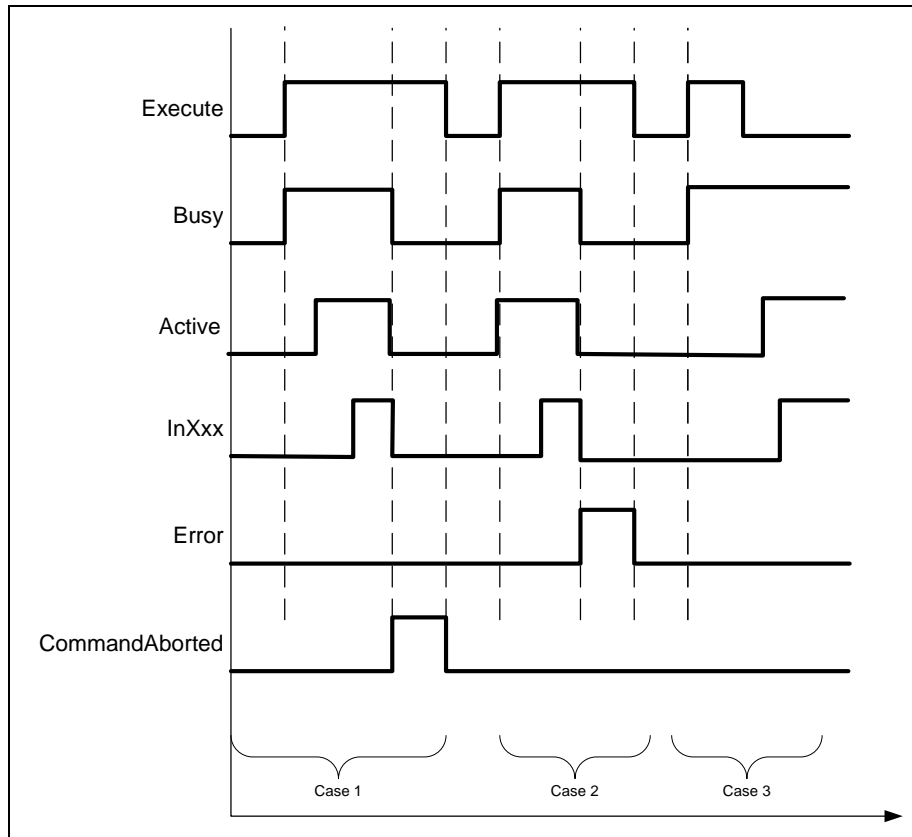 Execute
Busy
Active
InXxx
Error
CommandAborted
Case 1
Case 2
Case 3